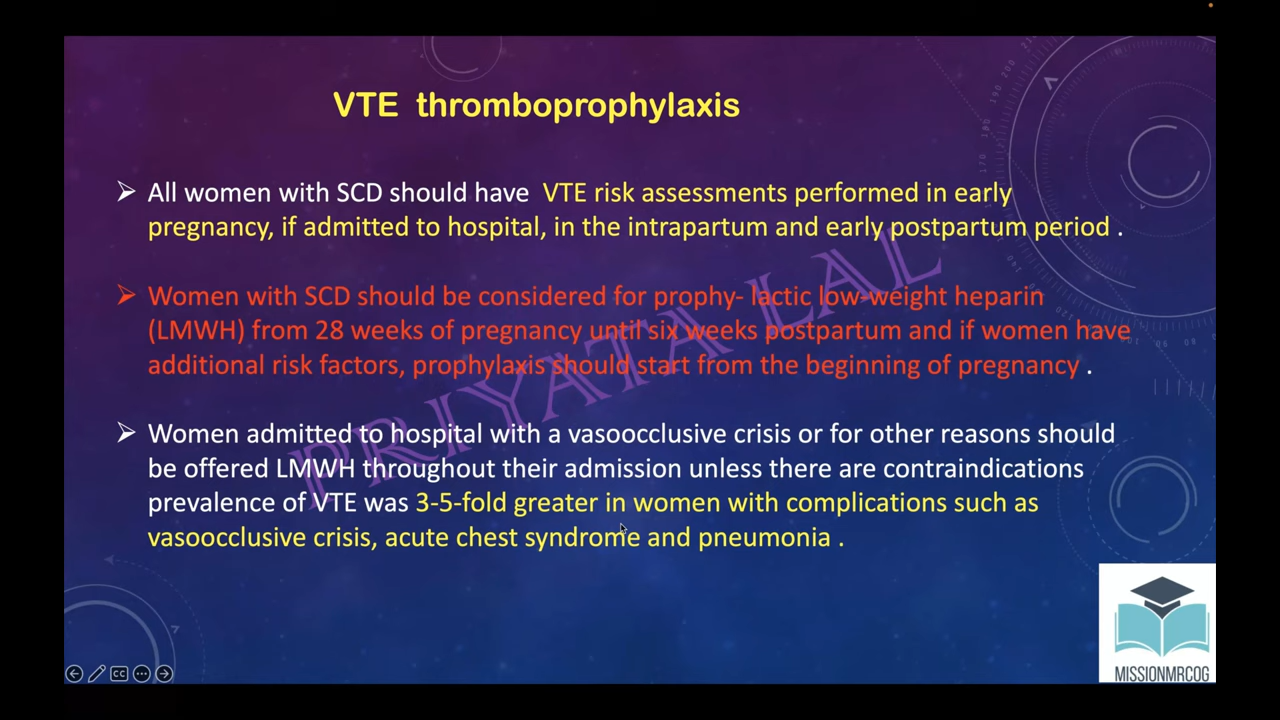 VTE thromboprophylaxis
All women with SCD should have VTE risk assessments performed in early
pregnancy, if admitted to hospital, in the intrapartum and early postpartum period .
Women with SCD should be considered for prophy- lactic low-weight heparin
(LMWH) from 28 weeks of pregnancy until six weeks postpartum and if women have
additional risk factors, prophylaxis should start from the beginning of pregnancy .
Women admitted to hospital with a vasoocclusive crisis or for other reasons should
be offered LMWH throughout their admission unless there are contraindications
prevalence of VTE was 3-5-fold greater in women with complications such as
vasoocclusive crisis, acute chest syndrome and pneumonia .
PRIYATA LAL
CC
MISSIONMRCOG